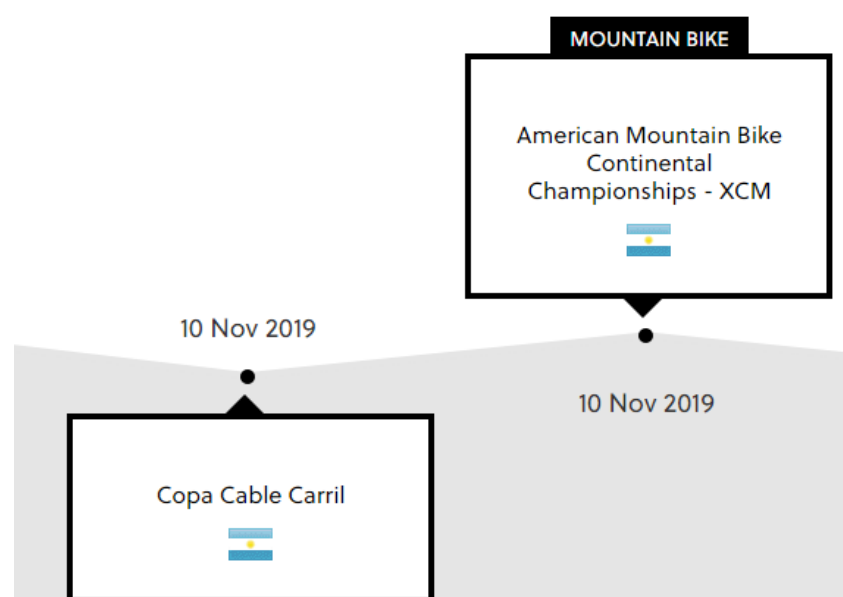 MOUNTAIN BIKE
American Mountain Bike
Continental
Championships - XCM
10 Nov 2019
10 Nov 2019
Copa Cable Carril